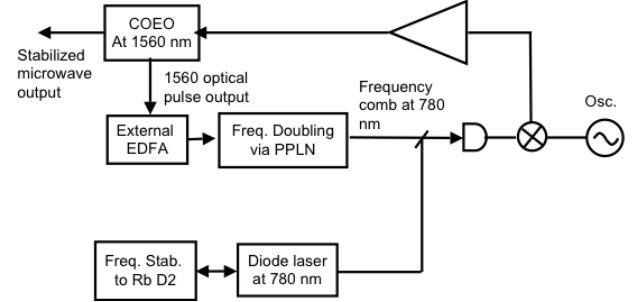 COEO
At 1560 nm
Stabilized
microwave
output
1560 optical
pulse output
Frequency
comb at 780
nm
Osc.
External
EDFA
Freq. Doubling
via PPLN
Freq. Stab.
to Rb D2
Diode laser
at 780 nm